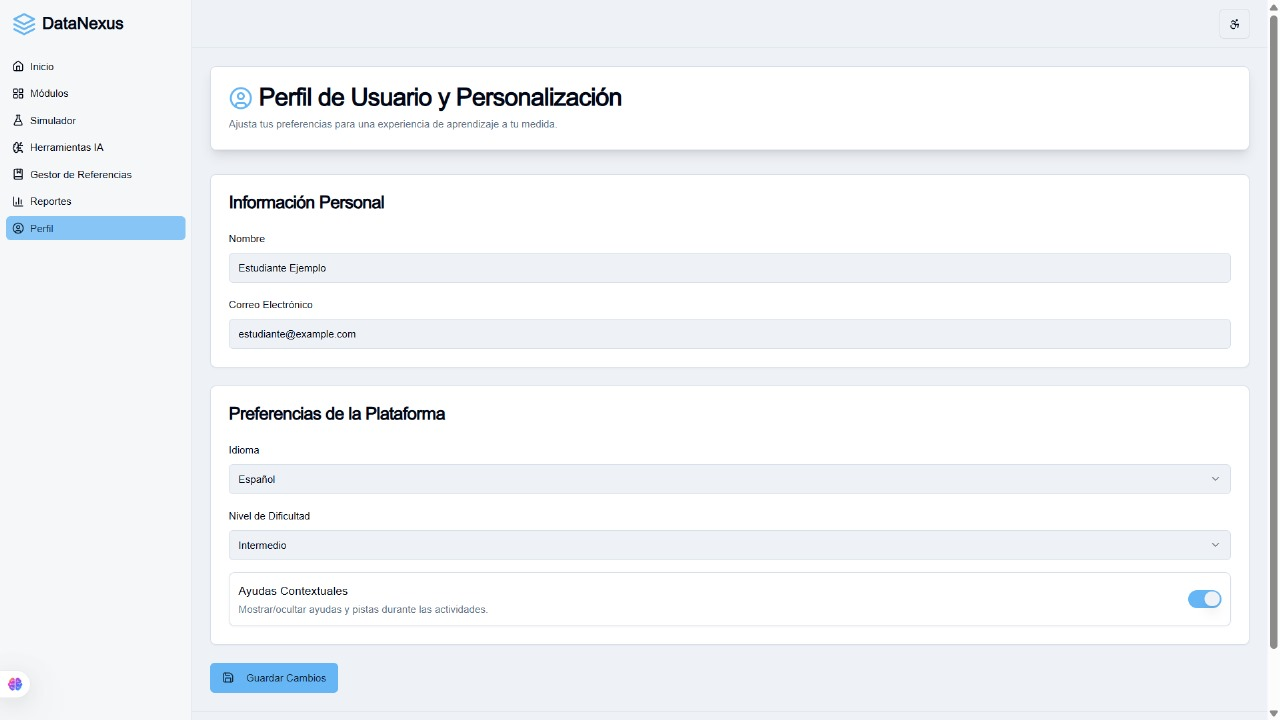 DataNexus
Inicio
Módulos
Simulador
Herramientas IA
Gestor de Referencias
Reportes
Perfil
Perfil de Usuario y Personalización
Ajusta tus preferencias para una experiencia de aprendizaje a tu medida.
Información Personal
Nombre
Estudiante Ejemplo
Correo Electrónico
estudiante@example.com
Preferencias de la Plataforma
Idioma
Español
Nivel de Dificultad
Intermedio
Ayudas Contextuales
Mostrar/ocultar ayudas y pistas durante las actividades.
Guardar Cambios